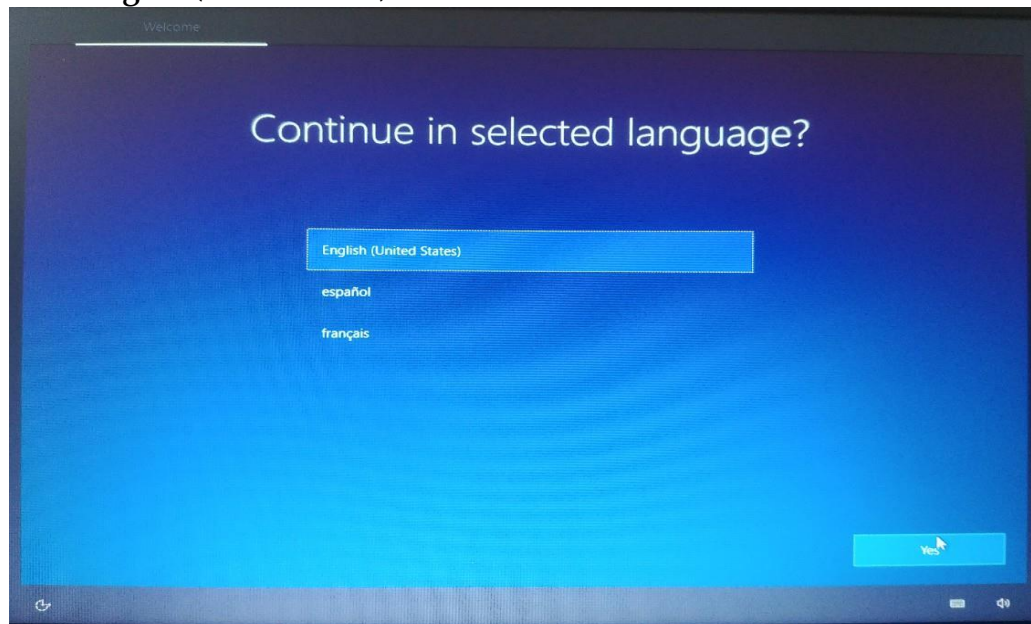 Welcome
Continue in selected language?
English (United States)
español
français
Yes